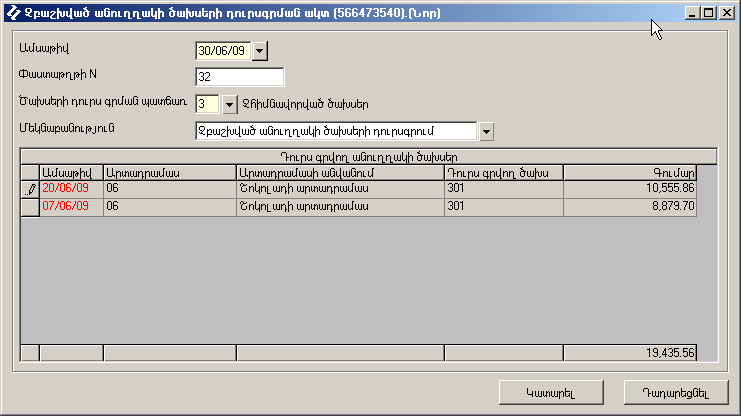 Չբաշխված անուղղակի ծախսերի դուրսգրման ակտ (566473540).(Նոր)
Ամսաթիվ 30/06/09
Փաստաթղթի N 32
Ծախսերի դուրս գրման պատճառ 3 Չհիմնավորված ծախսեր
Մեկնաբանություն Չբաշխված անուղղակի ծախսերի դուրսգրում
Դուրս գրվող անուղղակի ծախսեր
Ամսաթիվ Արտադրամաս Արտադրամասի անվանում Դուրս գրվող ծախս Գումար
20/06/09 06 Շոկոլադի արտադրամաս 301 10,555.86
07/06/09 06 Շոկոլադի արտադրամաս 301 8,879.70
19,435.56
Կատարել Դադարեցնել